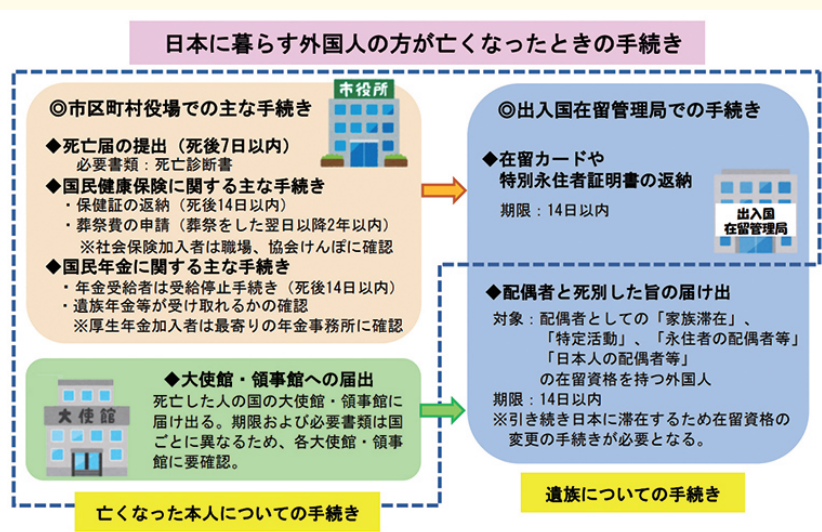 日本に暮らす外国人の方が亡くなったときの手続き
◎市区町村役場での主な手続き
市役所
◆死亡届の提出（死後7日以内）
必要書類：死亡診断書
◆国民健康保険に関する主な手続き
・保健証の返納（死後14日以内）
・葬祭費の申請（葬祭をした翌日以降2年以内）
※社会保険加入者は職場、協会けんぽに確認
◆国民年金に関する主な手続き
・年金受給者は受給停止手続き（死後14日以内）
・遺族年金等が受け取れるかの確認
※厚生年金加入者は最寄りの年金事務所に確認
◆大使館・領事館への届出
大使館
死亡した人の国の大使館・領事館に
届け出る。期限および必要書類は国
ごとに異なるため、各大使館・領事
館に要確認。
亡くなった本人についての手続き
◎出入国在留管理局での手続き
◆在留カードや
特別永住者証明書の返納
期限：14日以内
出入国
在留管理局
◆配偶者と死別した旨の届け出
対象：配偶者としての「家族滞在」、
「特定活動」、「永住者の配偶者等」
「日本人の配偶者等」
の在留資格を持つ外国人
期限：14日以内
※引き続き日本に滞在するため在留資格の
変更の手続きが必要となる。
遺族についての手続き